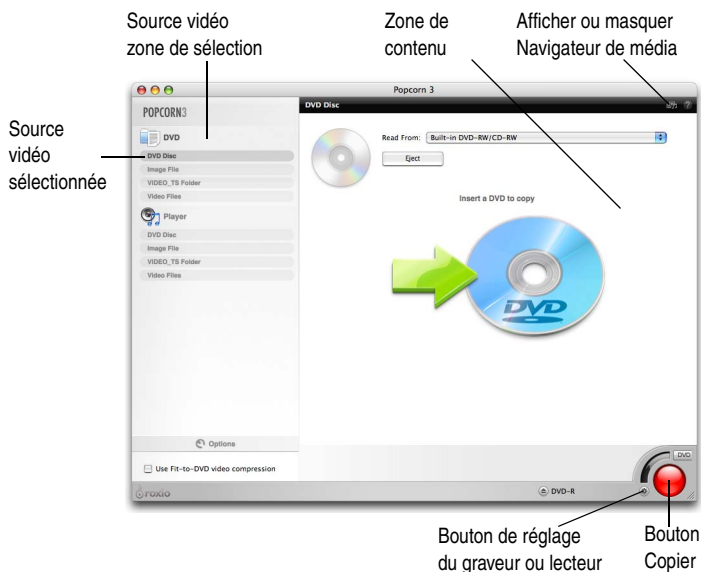 Source vidéo
zone de sélection
Zone de
contenu
Afficher ou masquer
Navigateur de média
Source
vidéo
sélectionnée
Popcorn 3
POPCORN3
DVD
DVD Disc
Image File
VIDEO_TS Folder
Video Files
Player
DVD Disc
Image File
VIDEO_TS Folder
Video Files
Options
Use Fit-to-DVD video compression
roxio
DVD Disc
Read From: Built-in DVD-RW/CD-RW
Eject
Insert a DVD to copy
DVD
DVD
DVD-R
Bouton de réglage
du graveur ou lecteur
Bouton
Copier